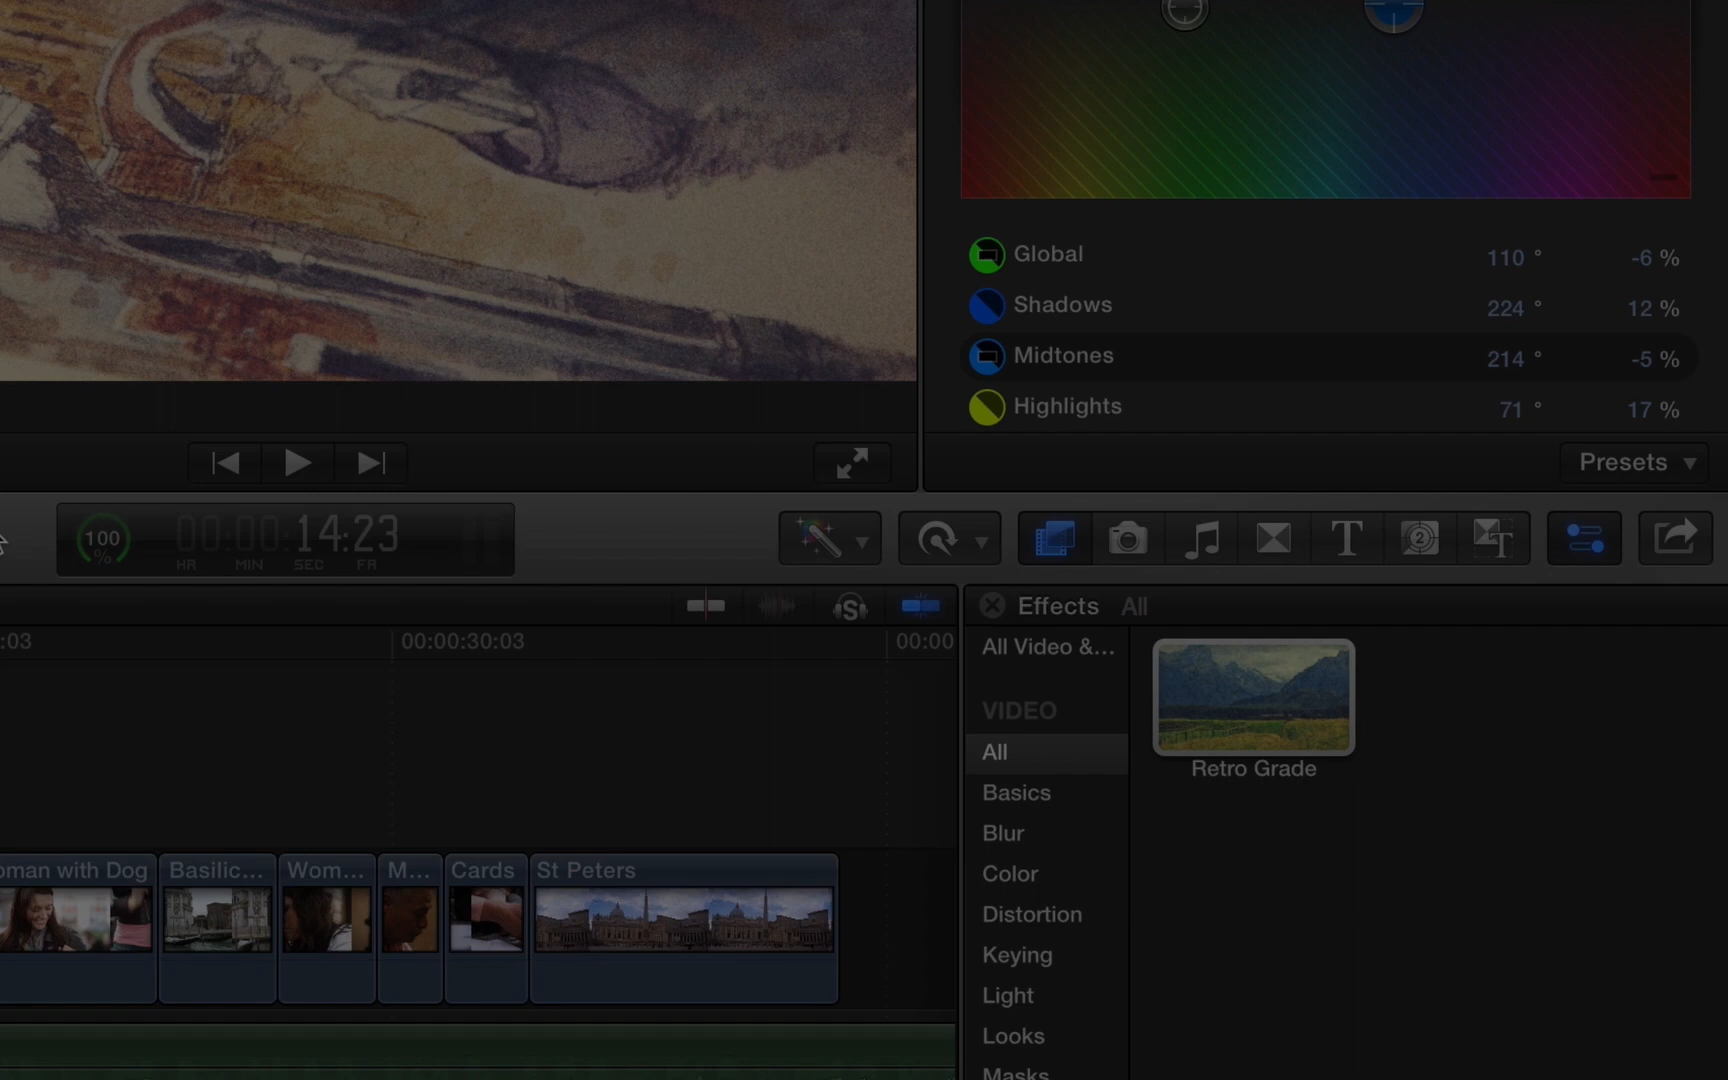 Global 110 ° -6 %
Shadows 224 ° 12 %
Midtones 214 ° -5 %
Highlights 71 ° 17 %
Presets
100 %
00:00:14:23
HR MIN SEC FR
T
2
T
S
Effects All
:03
00:00:30:03
00:00
All Video &...
VIDEO
All
Basics
Blur
Color
Distortion
Keying
Light
Looks
Masks
Retro Grade
oman with Dog
Basilic...
Wom...
M...
Cards
St Peters